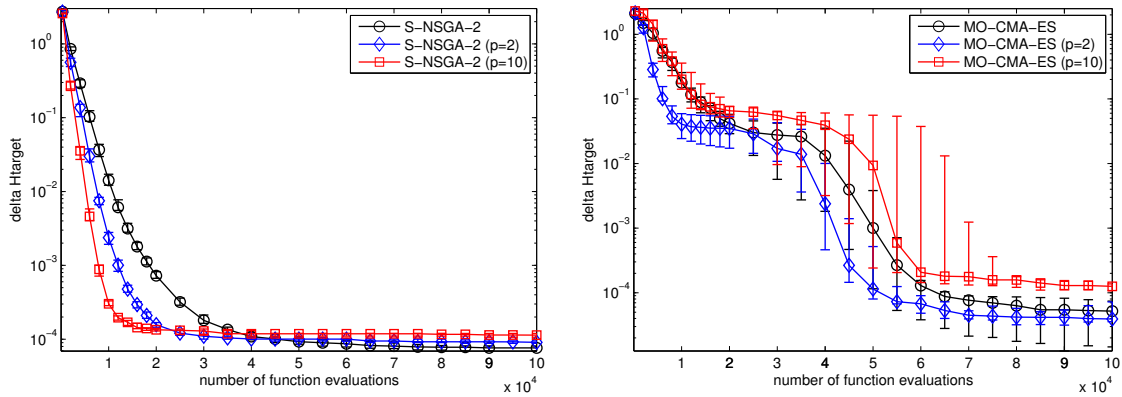 S-NSGA-2
S-NSGA-2 (p=2)
S-NSGA-2 (p=10)
delta Htarget
10^0
10^-1
10^-2
10^-3
10^-4
0 1 2 3 4 5 6 7 8 9 10
x 10^4
number of function evaluations
MO-CMA-ES
MO-CMA-ES (p=2)
MO-CMA-ES (p=10)
delta Htarget
10^0
10^-1
10^-2
10^-3
10^-4
1 2 3 4 5 6 7 8 9 10
x 10^4
number of function evaluations